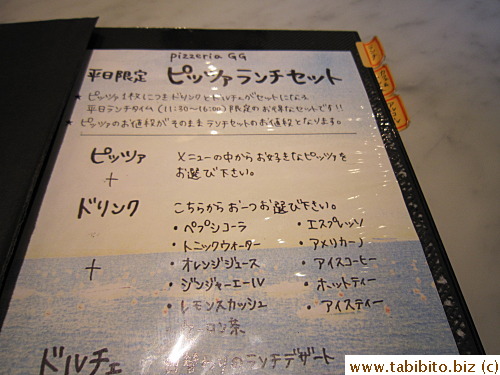 pizzeria GG
平日限定 ピッツァランチセット
★ ピッツァ1枚につきドリンクとドルチェがセットになる
平日ランチタイム(11:30~16:00)限定のお得なセットです!!
★ ピッツァのお値段がそのままランチセットのお値段となります。
ピッツァ
メニューの中からお好きなピッツァを
お選び下さい。
+
ドリンク
こちらからお一つお選び下さい。
・ペプシコーラ
・トニックウォーター
・オレンジジュース
・ジンジャーエール
・レモンスカッシュ
コン茶
・エスプレッソ
・アメリカーノ
・アイスコーヒー
・ホットティー
・アイスティー
+
ドルチェ
わりのランチデザート
www.tabibito.biz (c)